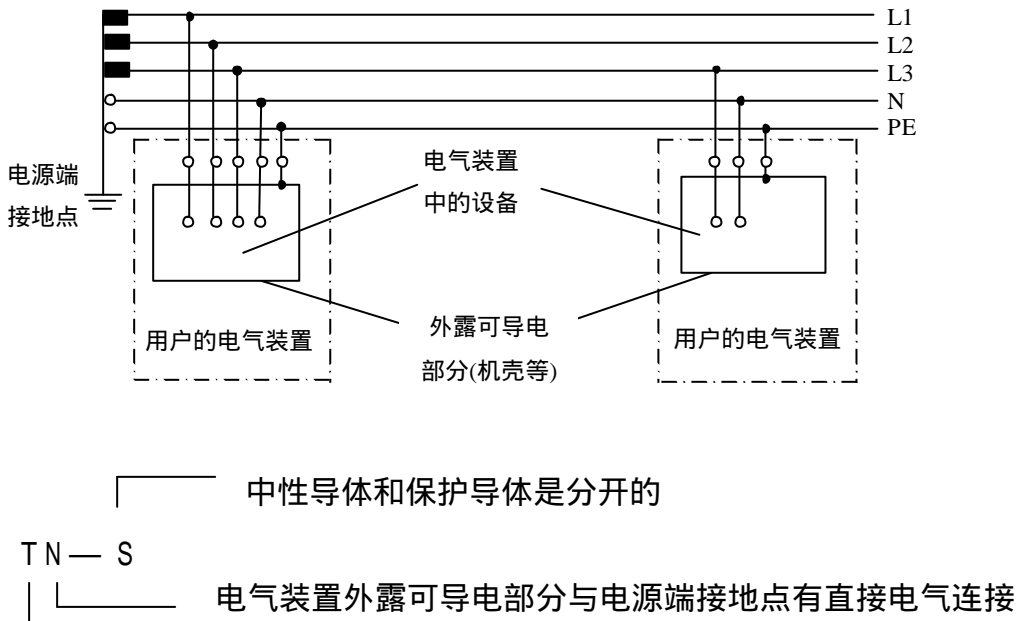 L1
L2
L3
N
PE
电源端
接地点
电气装置
中的设备
用户的电气装置
外露可导电
部分(机壳等)
用户的电气装置
中性导体和保护导体是分开的
TN— S
电气装置外露可导电部分与电源端接地点有直接电气连接